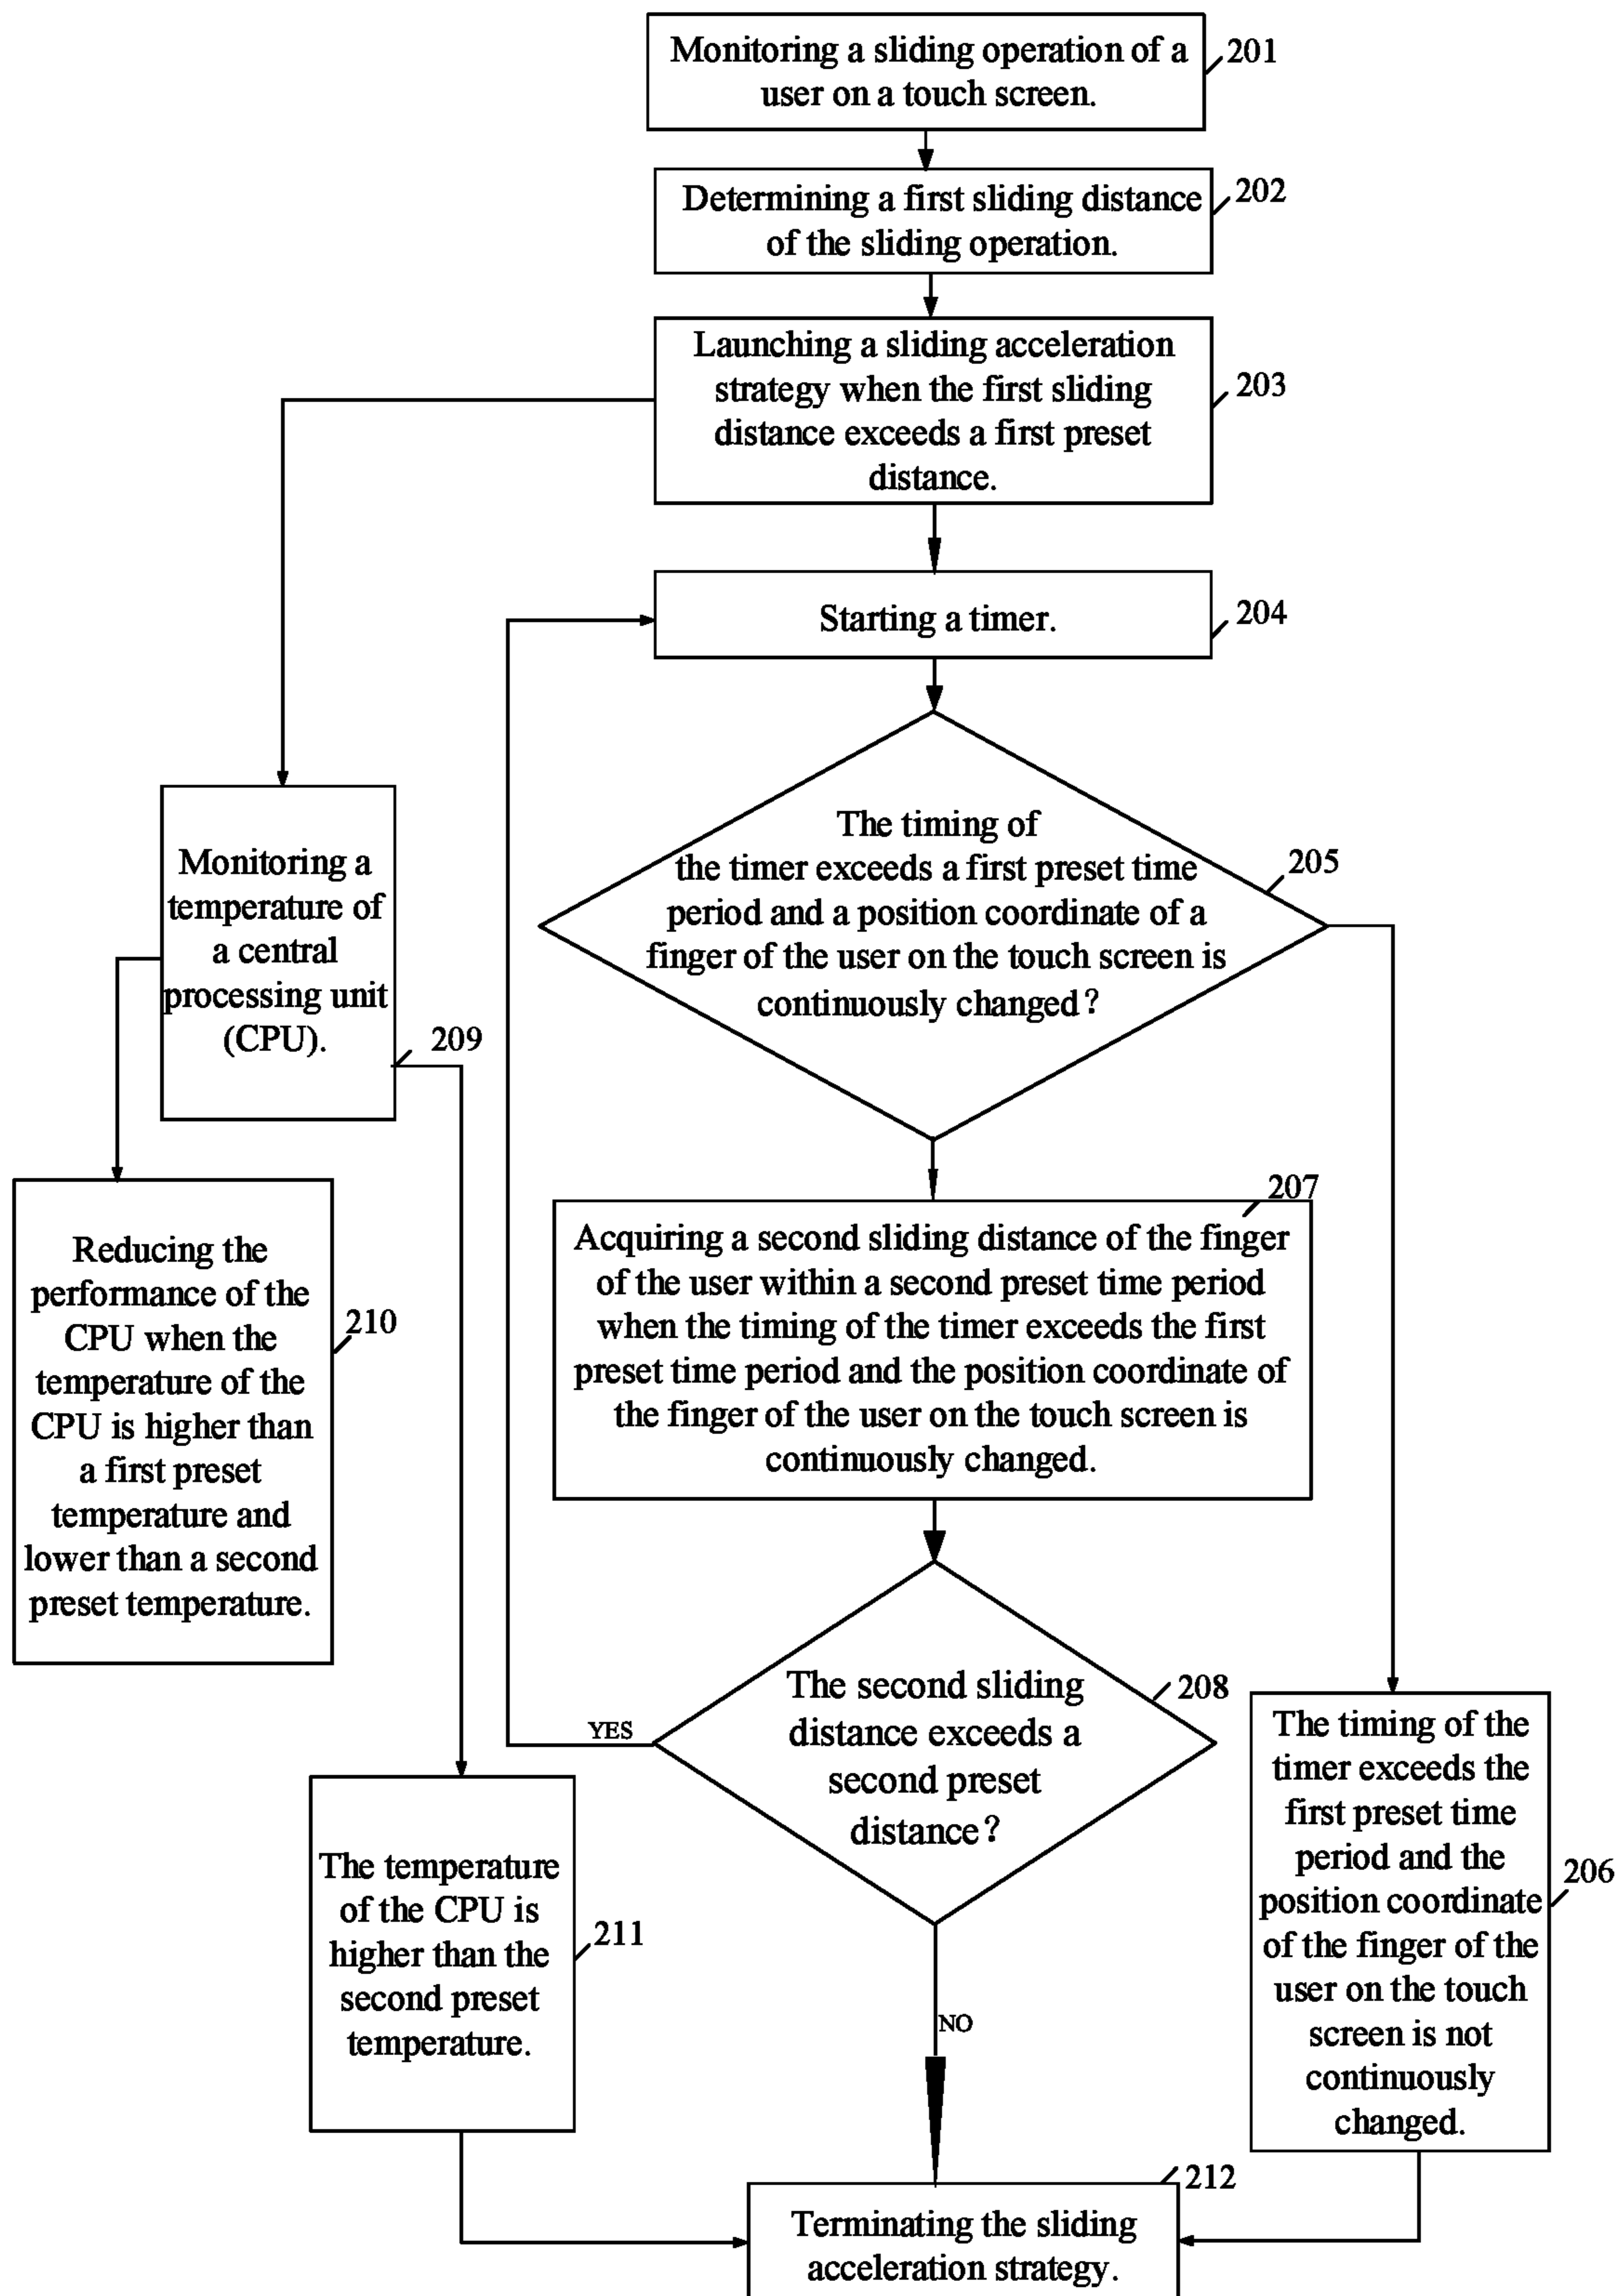 Monitoring a sliding operation of a
user on a touch screen.
201
Determining a first sliding distance
of the sliding operation.
202
Launching a sliding acceleration
strategy when the first sliding
distance exceeds a first preset
distance.
203
Starting a timer.
204
The timing of
the timer exceeds a first preset time
period and a position coordinate of a
finger of the user on the touch screen is
continuously changed?
205
Monitoring a
temperature of
a central
processing unit
(CPU).
209
Acquiring a second sliding distance of the finger
of the user within a second preset time period
when the timing of the timer exceeds the first
preset time period and the position coordinate of
the finger of the user on the touch screen is
continuously changed.
207
Reducing the
performance of the
CPU when the
temperature of the
CPU is higher than
a first preset
temperature and
lower than a second
preset temperature.
210
The second sliding
distance exceeds a
second preset
distance?
208
YES
NO
The timing of the
timer exceeds the
first preset time
period and the
position coordinate
of the finger of the
user on the touch
screen is not
continuously
changed.
206
The temperature
of the CPU is
higher than the
second preset
temperature.
211
Terminating the sliding
acceleration strategy.
212